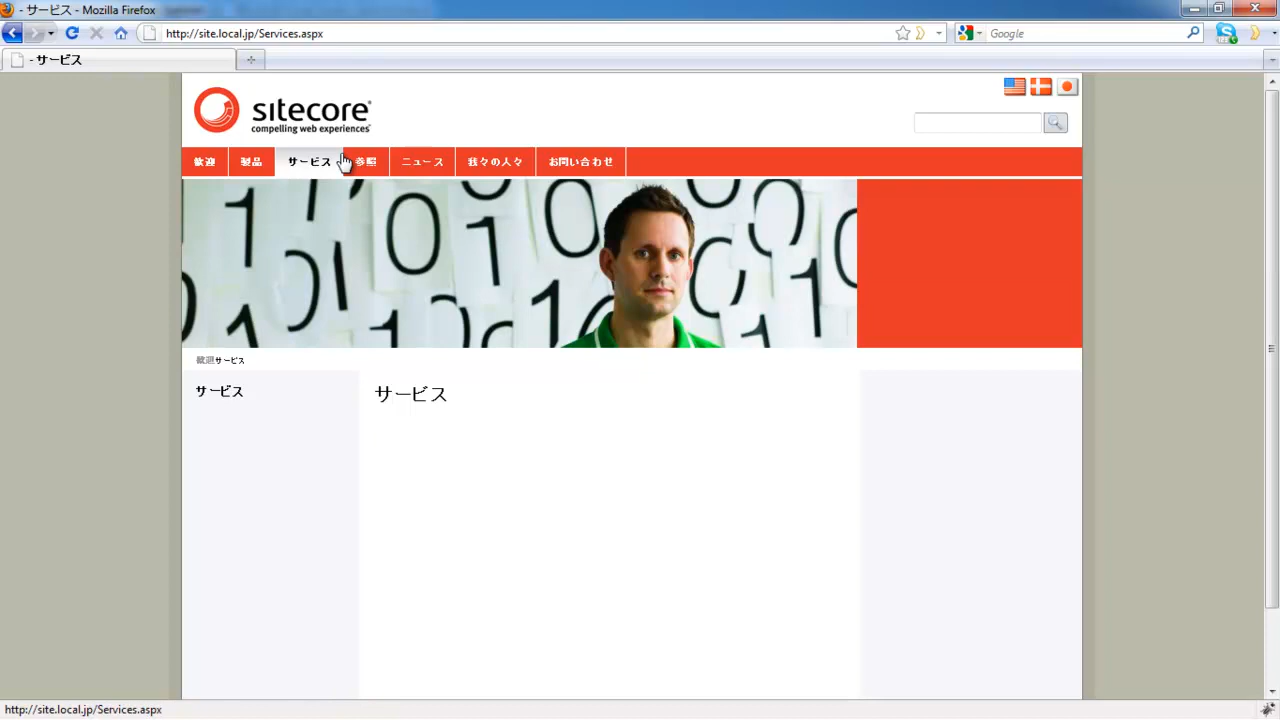 - サービス - Mozilla Firefox
http://site.local.jp/Services.aspx
Google
- サービス
sitecore
compelling web experiences
歓迎 製品 サービス 参照 ニュース 我々の人々 お問い合わせ
歓迎サービス
サービス
サービス
http://site.local.jp/Services.aspx